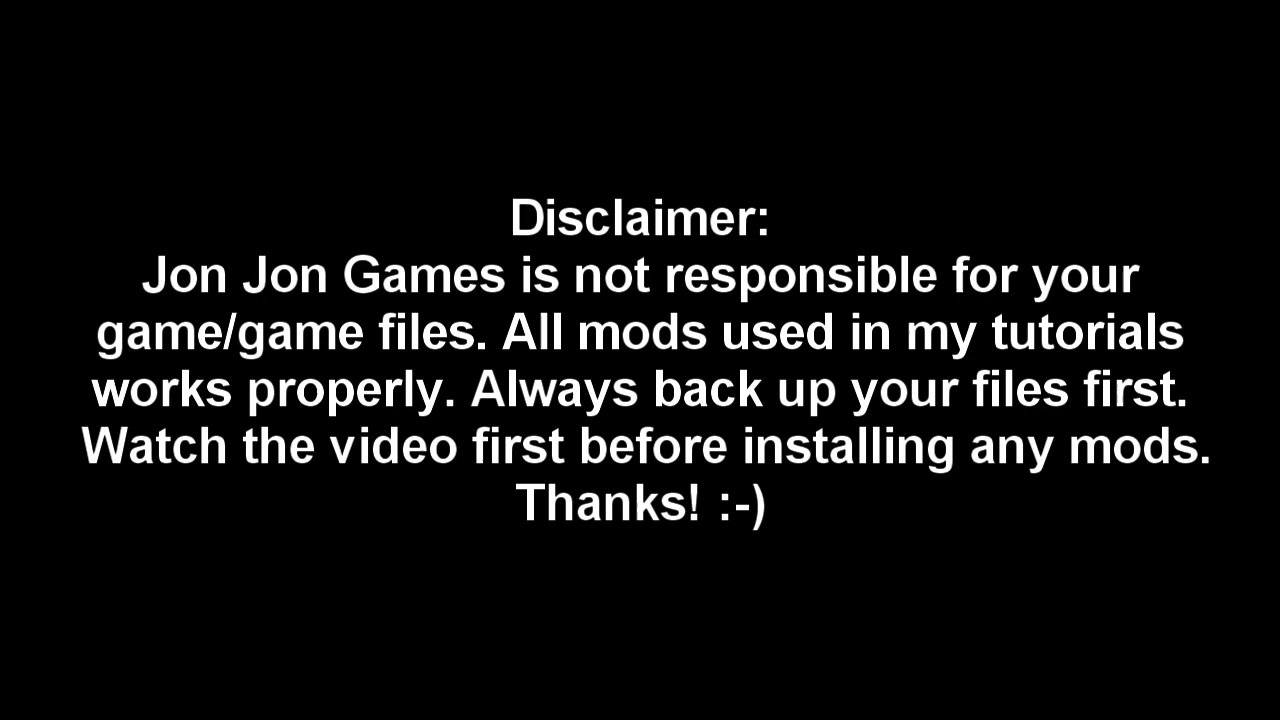 Disclaimer:
Jon Jon Games is not responsible for your
game/game files. All mods used in my tutorials
works properly. Always back up your files first.
Watch the video first before installing any mods.
Thanks! :-)